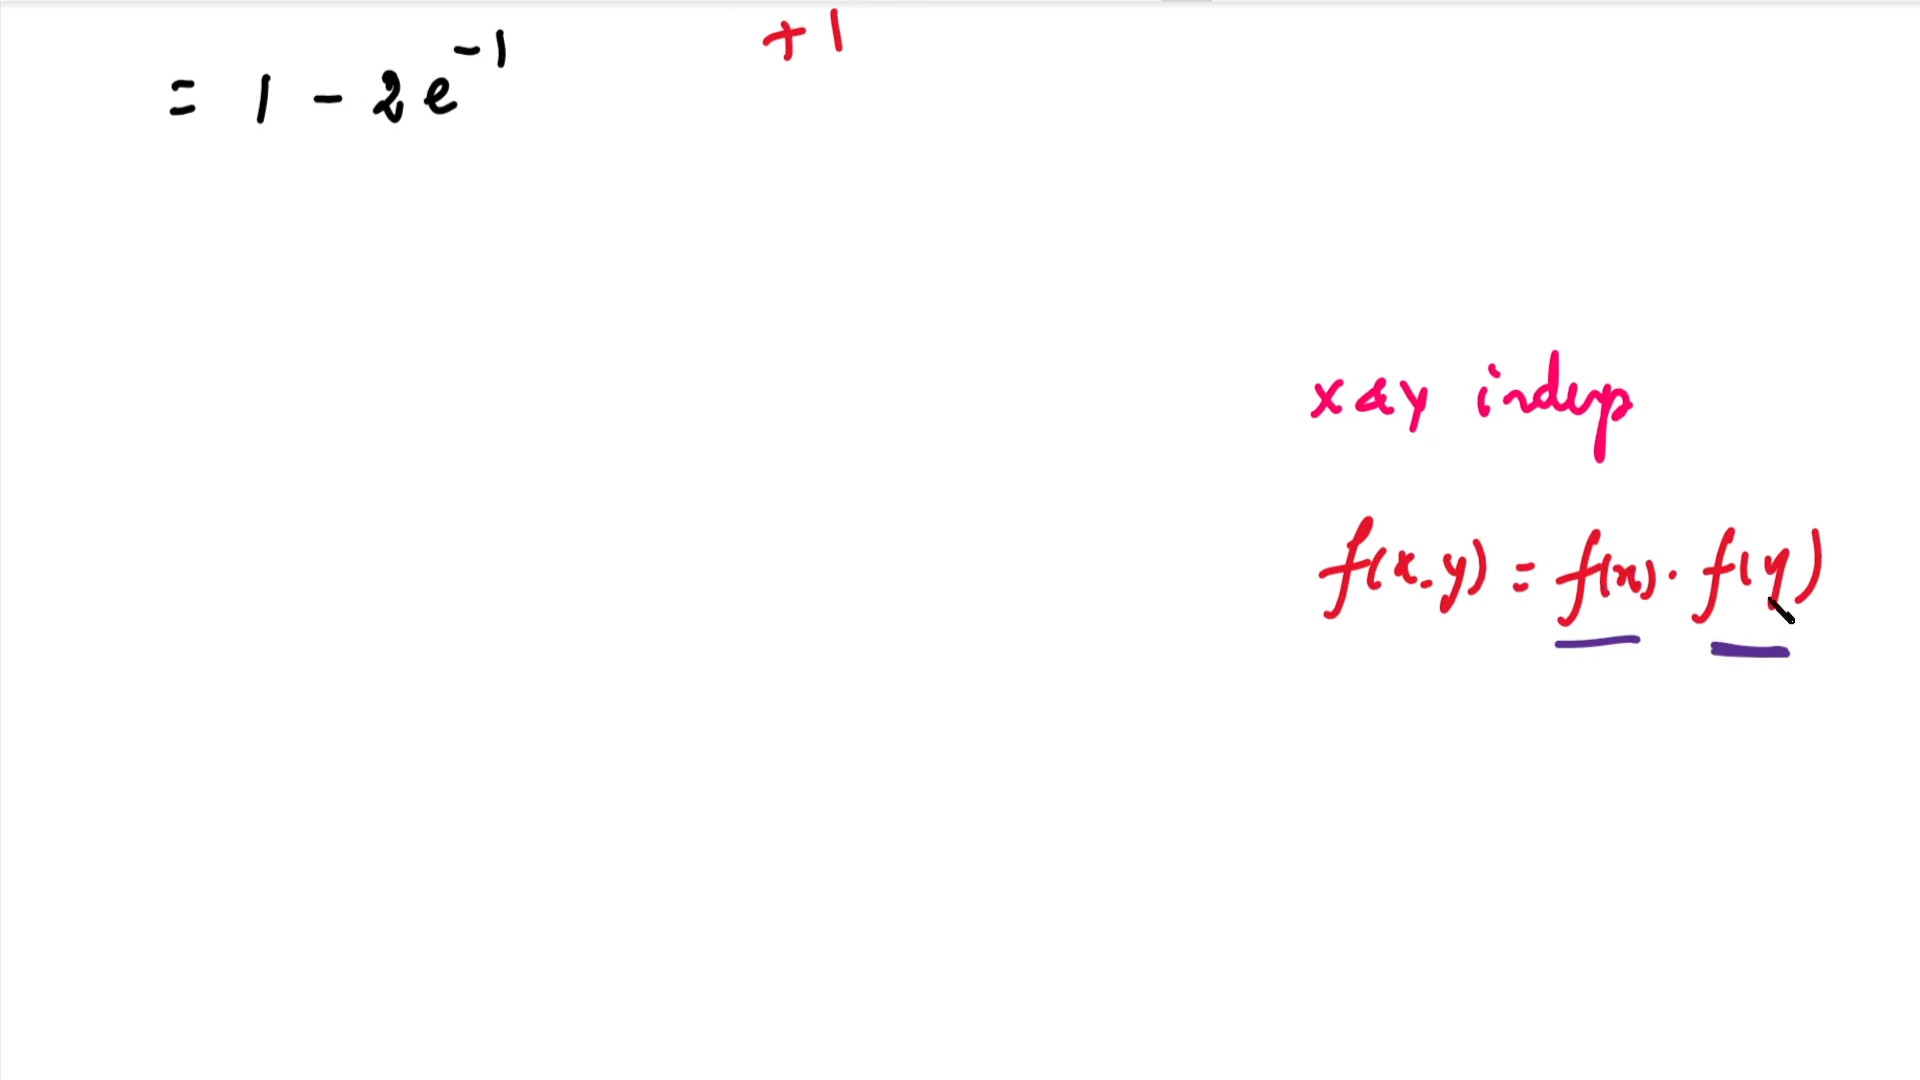 + 1
= 1 - 2e^{-1}
x & y indep
f(x,y) = f(x) · f(y)